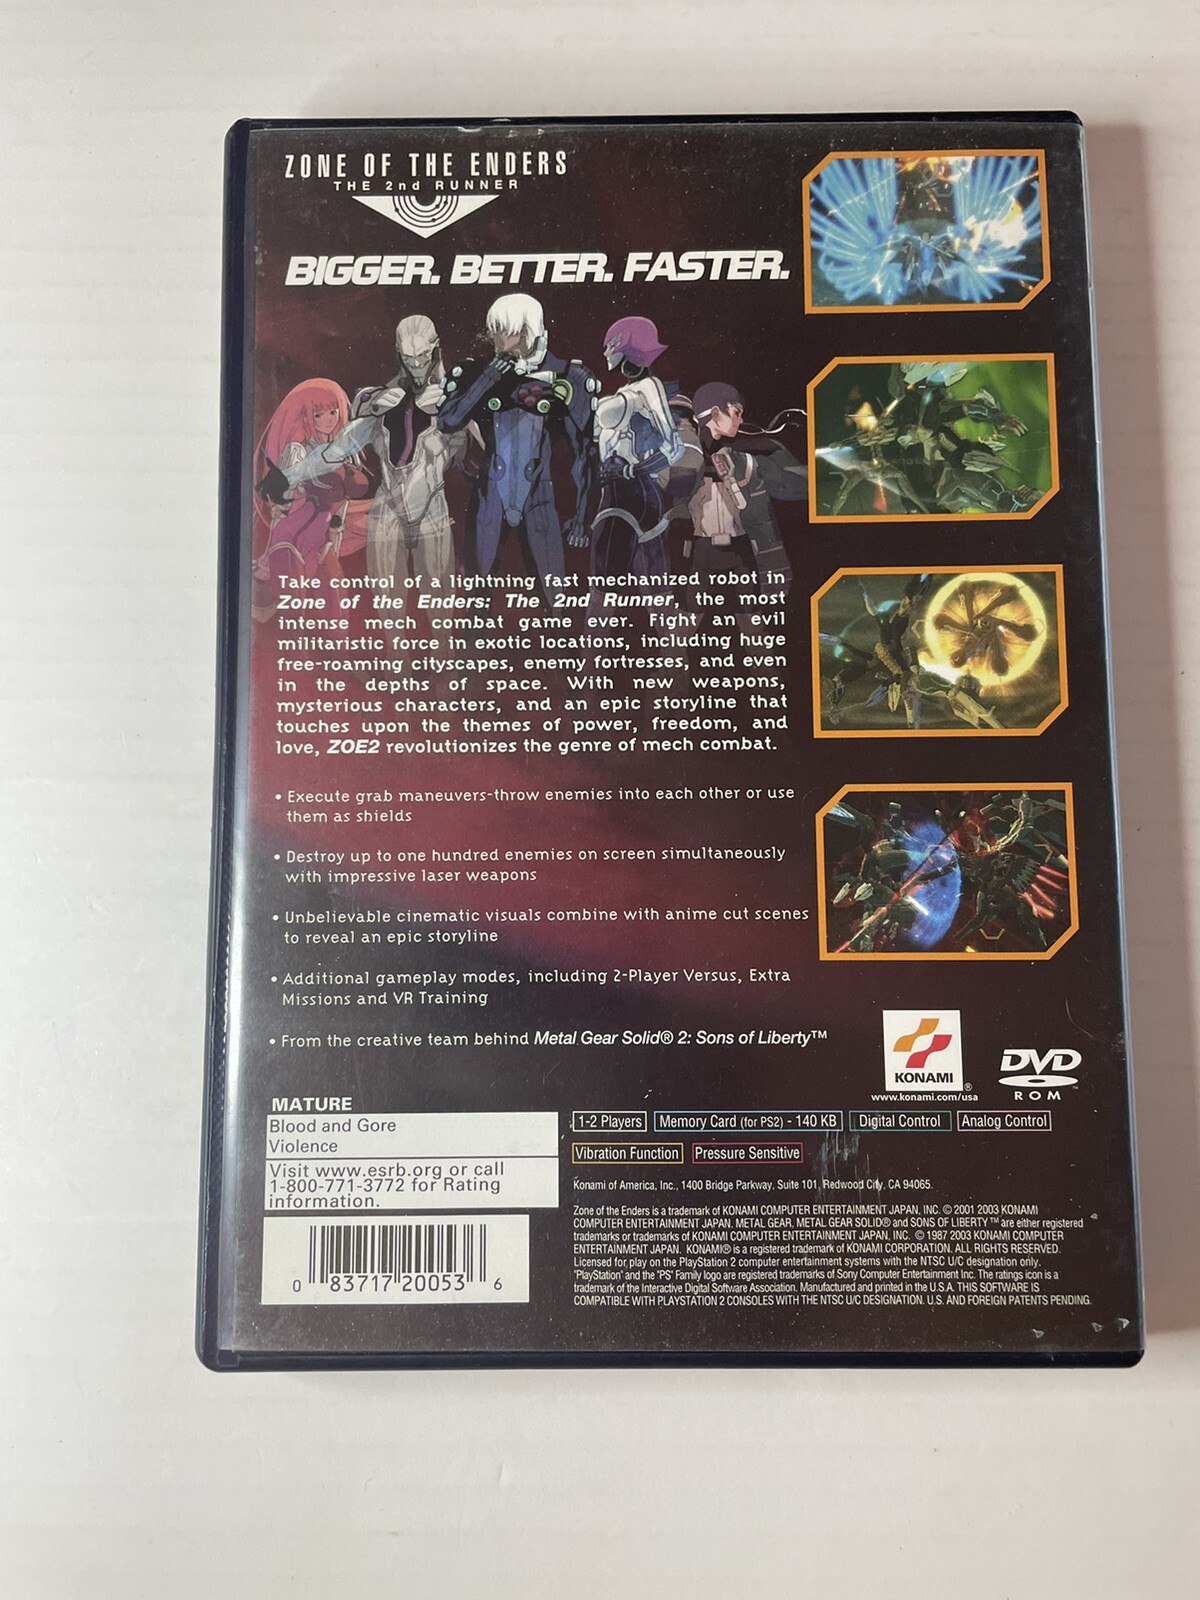 ZONE OF THE ENDERS
THE 2nd RUNNER
BIGGER. BETTER. FASTER.
Take control of a lightning fast mechanized robot in
Zone of the Enders: The 2nd Runner, the most
intense mech combat game ever. Fight an evil
militaristic force in exotic locations, including huge
free-roaming cityscapes, enemy fortresses, and even
in the depths of space. With new weapons,
mysterious characters, and an epic storyline that
touches upon the themes of power, freedom, and
love, ZOE2 revolutionizes the genre of mech combat.
• Execute grab maneuvers-throw enemies into each other or use
them as shields
• Destroy up to one hundred enemies on screen simultaneously
with impressive laser weapons
• Unbelievable cinematic visuals combine with anime cut scenes
to reveal an epic storyline
• Additional gameplay modes, including 2-Player Versus, Extra
Missions and VR Training
• From the creative team behind Metal Gear Solid® 2: Sons of Liberty™
KONAMI ®
www.konami.com/usa
DVD ™
ROM
MATURE
Blood and Gore
Violence
Visit www.esrb.org or call
1-800-771-3772 for Rating
information.
1-2 Players
Memory Card (for PS2) - 140 KB
Digital Control
Analog Control
Vibration Function
Pressure Sensitive
Konami of America, Inc., 1400 Bridge Parkway, Suite 101, Redwood City, CA 94065.
Zone of the Enders is a trademark of KONAMI COMPUTER ENTERTAINMENT JAPAN, INC. © 2001 2003 KONAMI
COMPUTER ENTERTAINMENT JAPAN. METAL GEAR, METAL GEAR SOLID® and SONS OF LIBERTY ™ are either registered
trademarks or trademarks of KONAMI COMPUTER ENTERTAINMENT JAPAN, INC. © 1987 2003 KONAMI COMPUTER
ENTERTAINMENT JAPAN. KONAMI® is a registered trademark of KONAMI CORPORATION. ALL RIGHTS RESERVED.
Licensed for play on the PlayStation 2 computer entertainment systems with the NTSC U/C designation only.
"PlayStation" and the "PS" Family logo are registered trademarks of Sony Computer Entertainment Inc. The ratings icon is a
trademark of the Interactive Digital Software Association. Manufactured and printed in the U.S.A. THIS SOFTWARE IS
COMPATIBLE WITH PLAYSTATION 2 CONSOLES WITH THE NTSC U/C DESIGNATION. U.S. AND FOREIGN PATENTS PENDING.
0 83717 20053 6